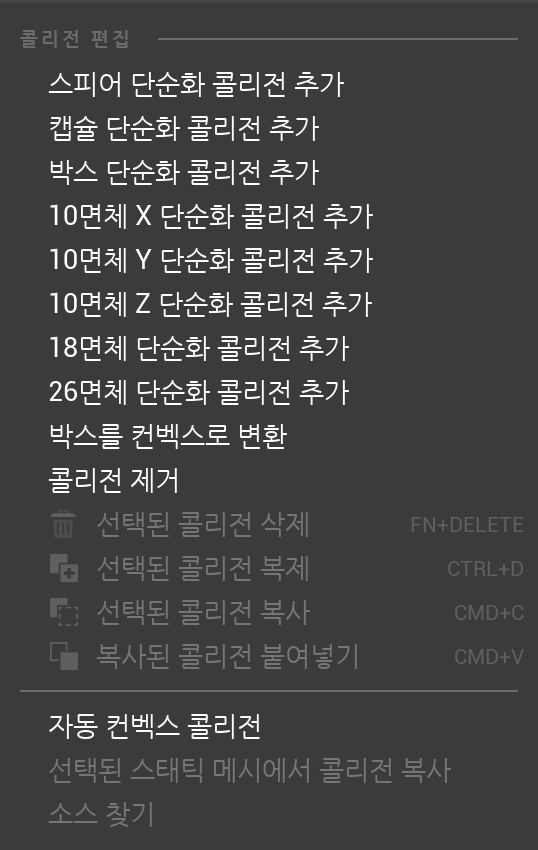 콜리전 편집
스피어 단순화 콜리전 추가
캡슐 단순화 콜리전 추가
박스 단순화 콜리전 추가
10면체 X 단순화 콜리전 추가
10면체 Y 단순화 콜리전 추가
10면체 Z 단순화 콜리전 추가
18면체 단순화 콜리전 추가
26면체 단순화 콜리전 추가
박스를 컨벡스로 변환
콜리전 제거
선택된 콜리전 삭제 FN+DELETE
선택된 콜리전 복제 CTRL+D
선택된 콜리전 복사 CMD+C
복사된 콜리전 붙여넣기 CMD+V
자동 컨벡스 콜리전
선택된 스태틱 메시에서 콜리전 복사
소스 찾기